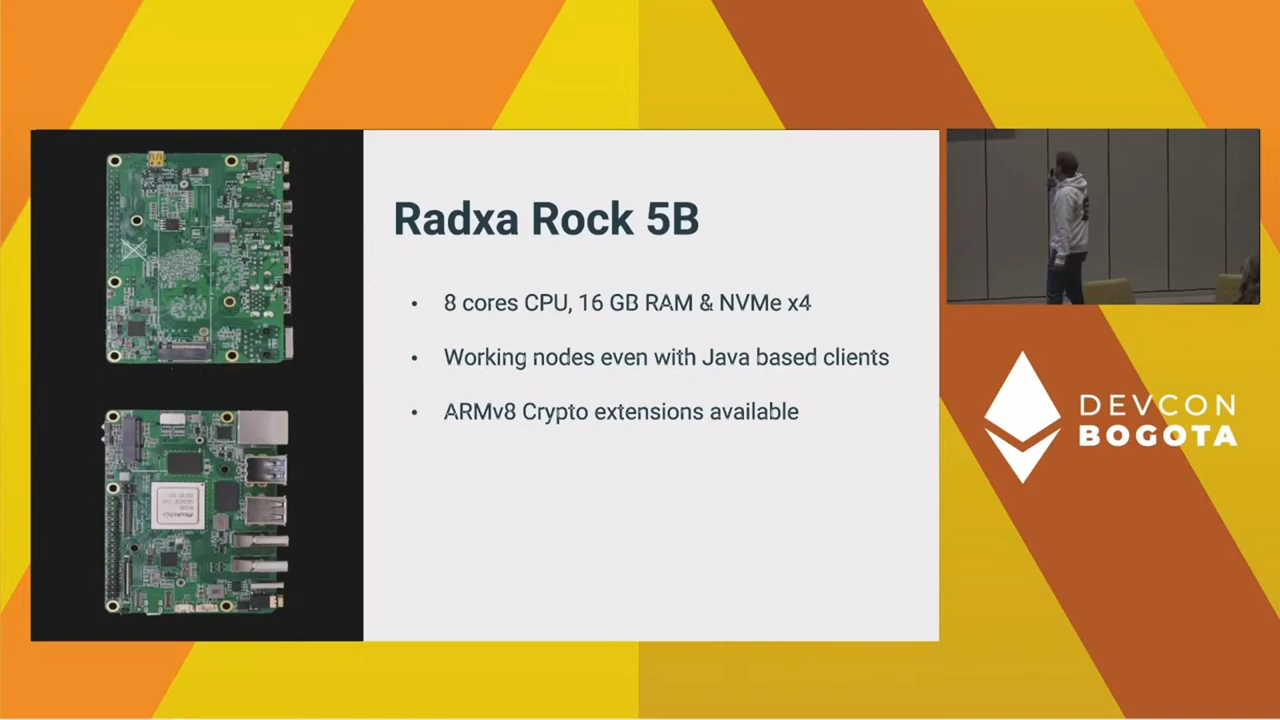 Radxa Rock 5B
• 8 cores CPU, 16 GB RAM & NVMe x4
• Working nodes even with Java based clients
• ARMv8 Crypto extensions available
DEVCON
BOGOTA